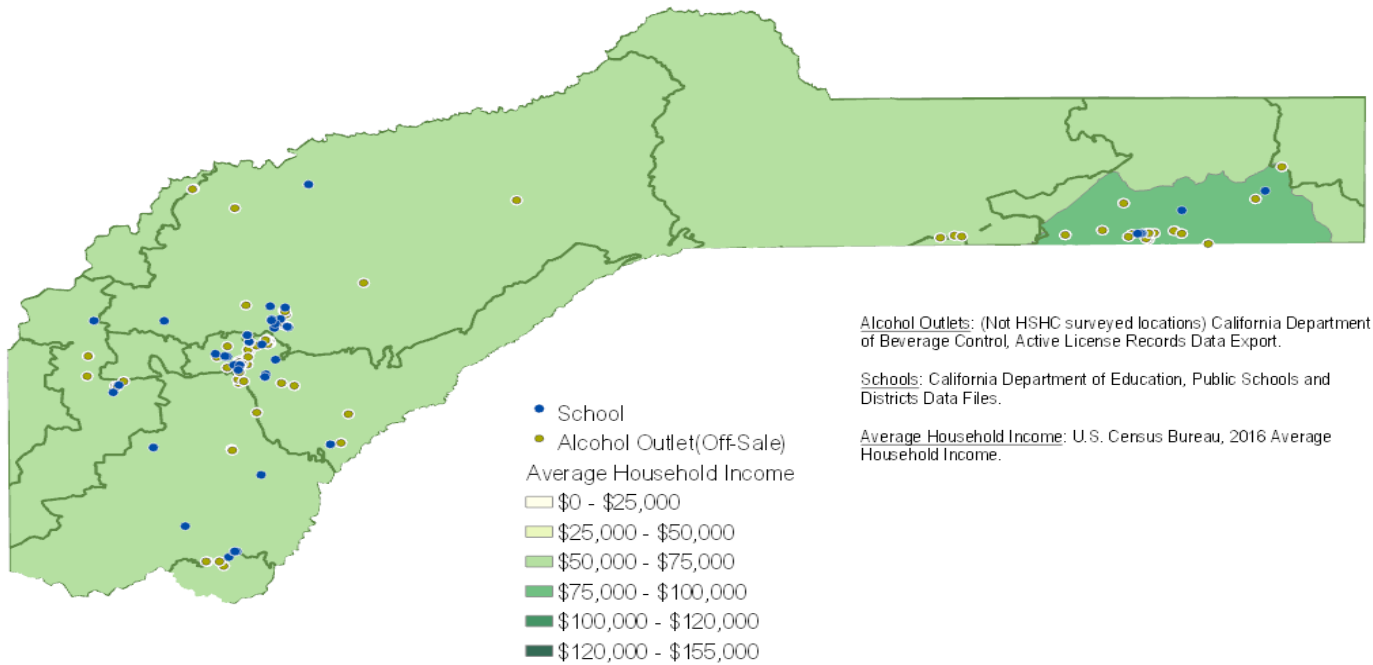 Alcohol Outlets: (Not HSHC surveyed locations) California Department
of Beverage Control, Active License Records Data Export.
Schools: California Department of Education, Public Schools and
Districts Data Files.
Average Household Income: U.S. Census Bureau, 2016 Average
Household Income.
School
Alcohol Outlet(Off-Sale)
Average Household Income
$0 - $25,000
$25,000 - $50,000
$50,000 - $75,000
$75,000 - $100,000
$100,000 - $120,000
$120,000 - $155,000